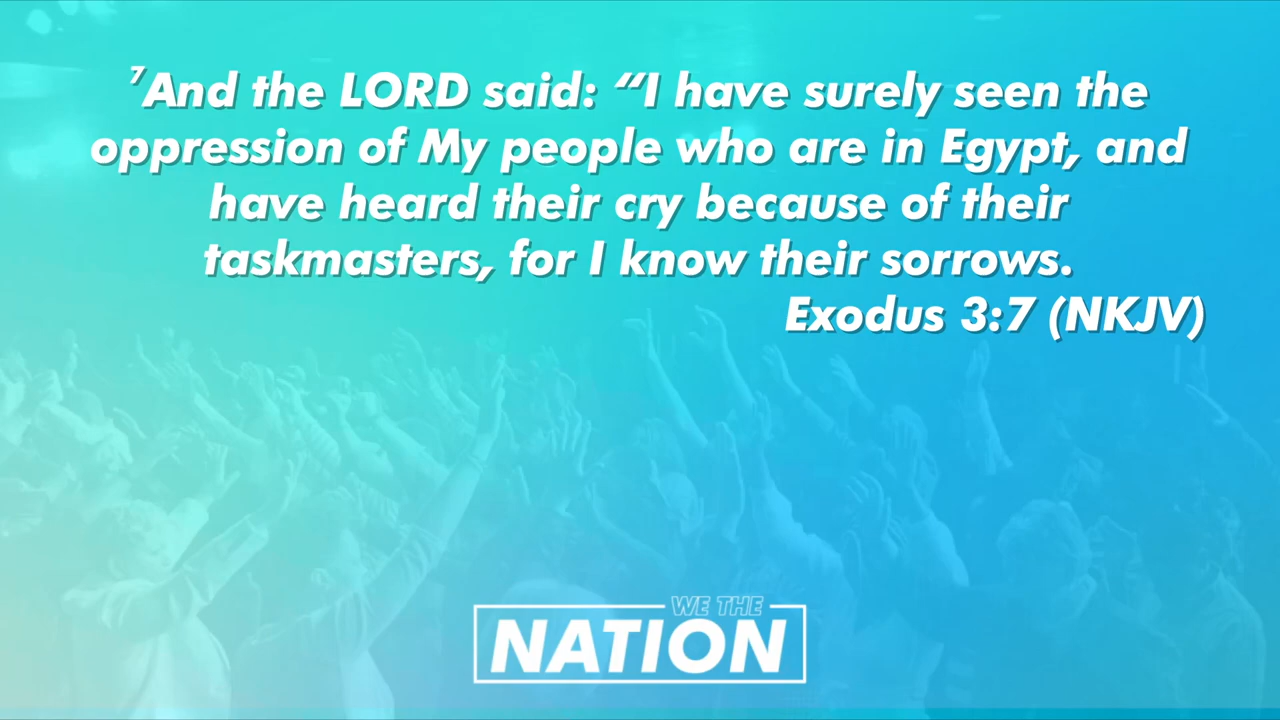 ⁷And the LORD said: “I have surely seen the
oppression of My people who are in Egypt, and
have heard their cry because of their
taskmasters, for I know their sorrows.
Exodus 3:7 (NKJV)
WE THE
NATION